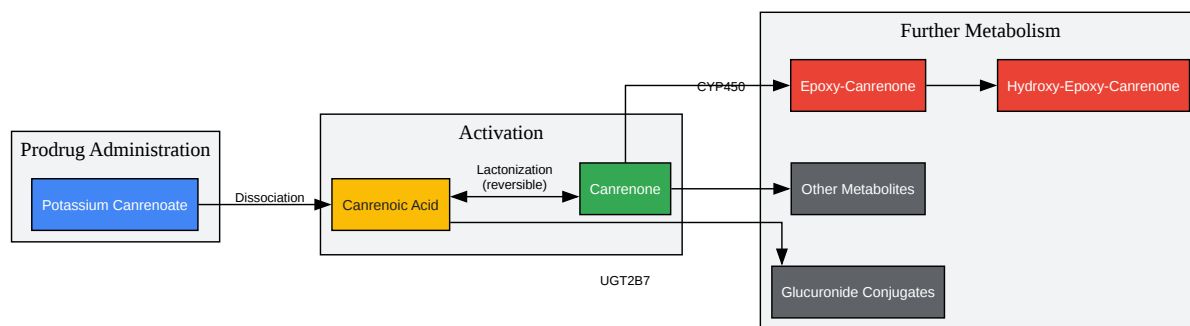 Further Metabolism
CYP450
Epoxy-Canrenone
Hydroxy-Epoxy-Canrenone
Activation
Prodrug Administration
Lactonization
(reversible)
Potassium Canrenoate
Dissociation
Canrenoic Acid
Canrenone
Other Metabolites
UGT2B7
Glucuronide Conjugates